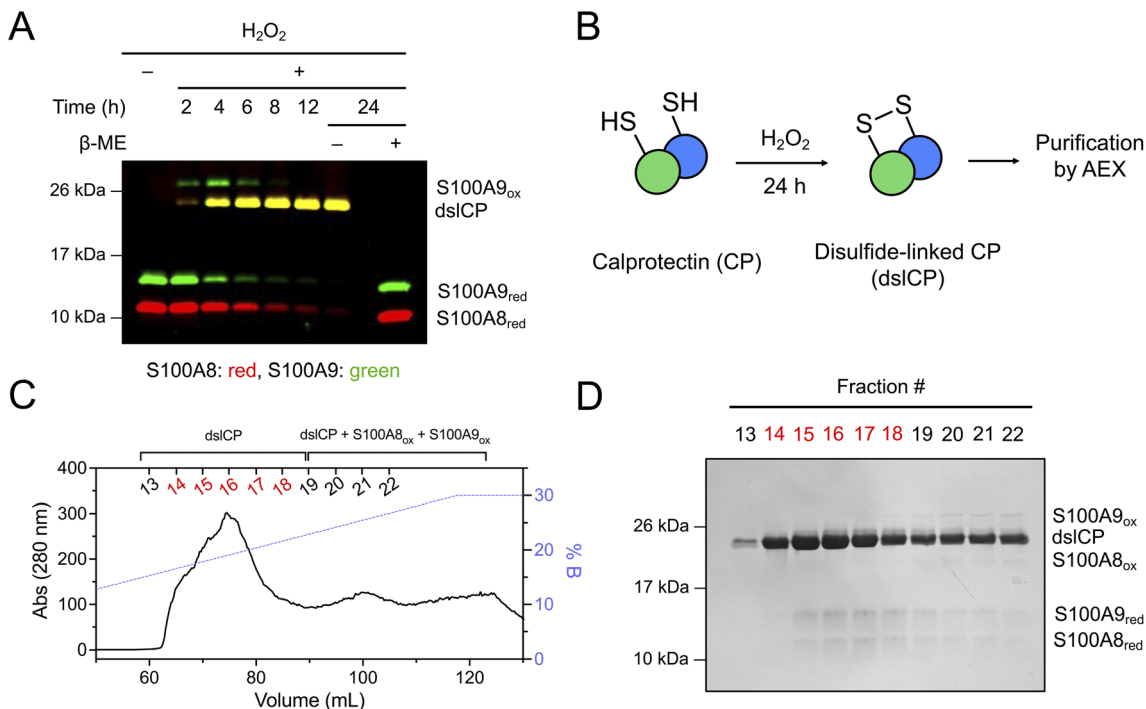 A
H₂O₂
– +
Time (h) 2 4 6 8 12 24
β-ME – +
26 kDa
17 kDa
10 kDa
S100A9ox
dslCP
S100A9red
S100A8red
S100A8: red, S100A9: green
B
HS SH
H₂O₂
24 h
S S
Purification
by AEX
Calprotectin (CP)
Disulfide-linked CP
(dslCP)
C
dslCP dslCP + S100A8ox + S100A9ox
13 14 15 16 17 18 19 20 21 22
Abs (280 nm)
400
300
200
100
0
% B
30
20
10
0
60 80 100 120
Volume (mL)
D
Fraction #
13 14 15 16 17 18 19 20 21 22
26 kDa
17 kDa
10 kDa
S100A9ox
dslCP
S100A8ox
S100A9red
S100A8red